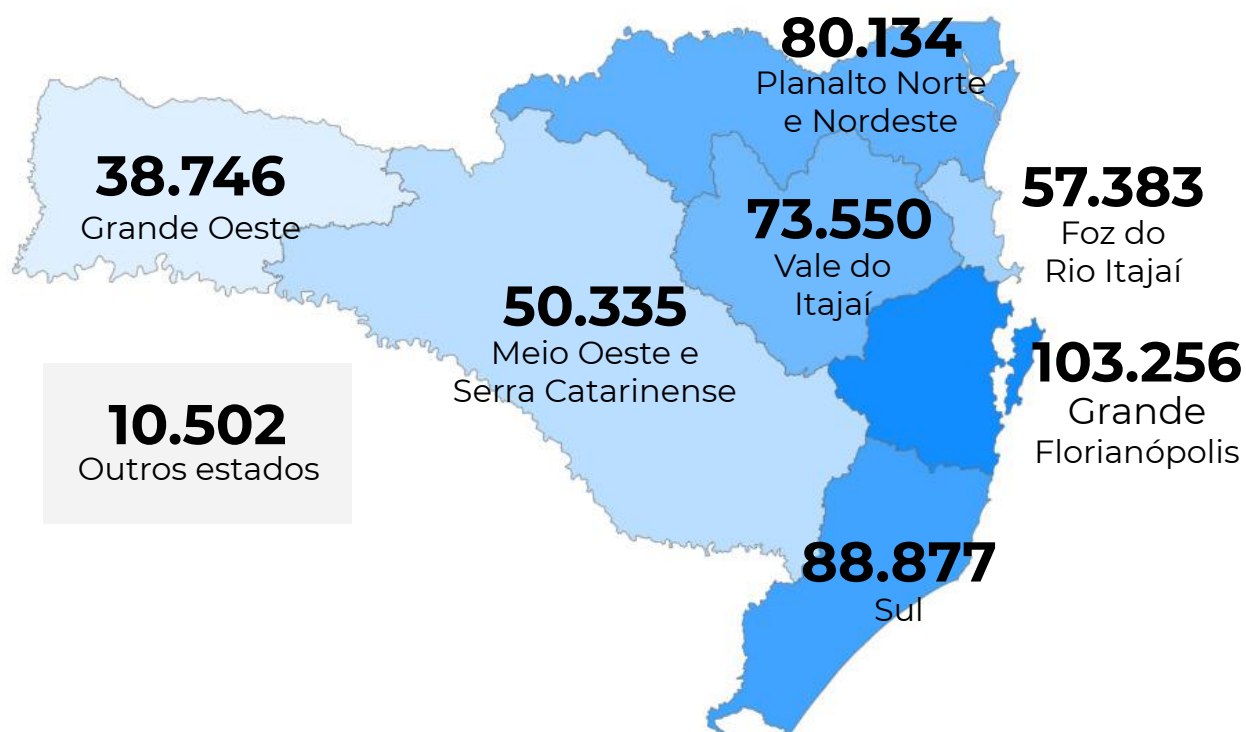 80.134
Planalto Norte
e Nordeste
38.746
Grande Oeste
57.383
Foz do
Rio Itajaí
73.550
Vale do
Itajaí
50.335
Meio Oeste e
Serra Catarinense
103.256
Grande
Florianópolis
10.502
Outros estados
88.877
Sul